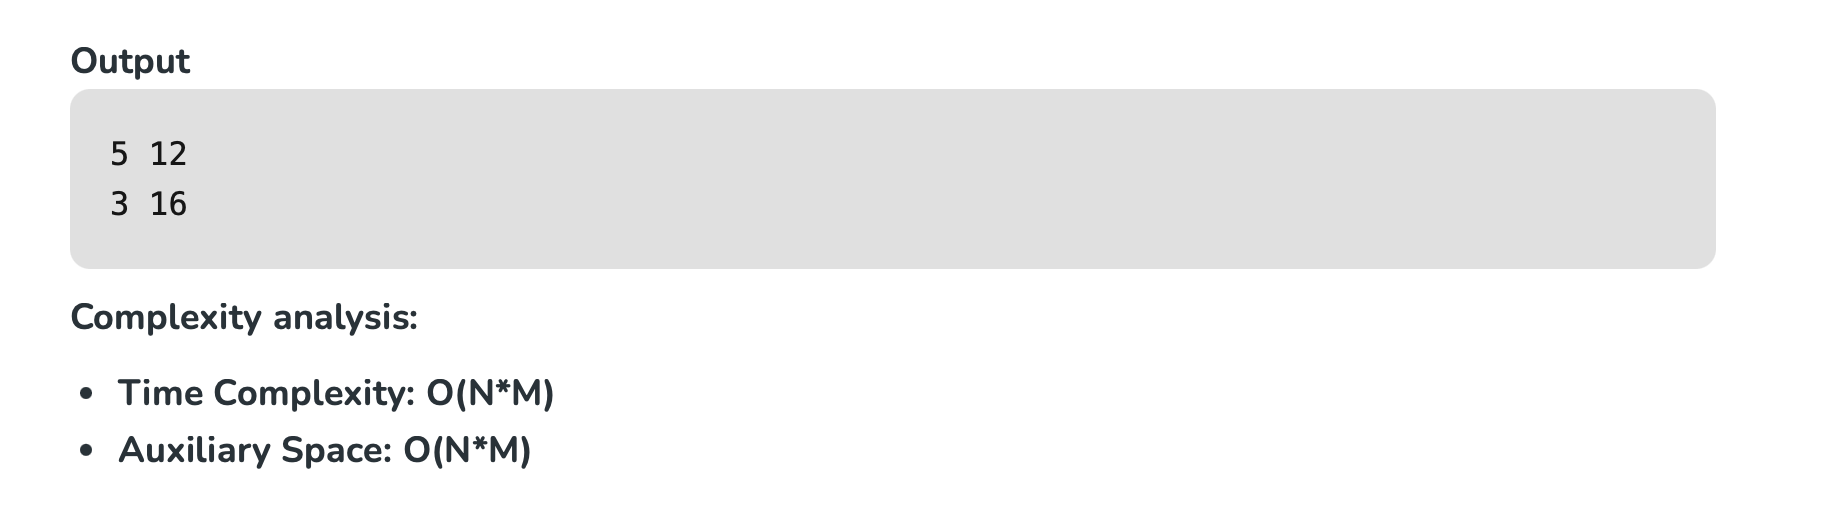 Output
5 12
3 16
Complexity analysis:
• Time Complexity: O(N*M)
• Auxiliary Space: O(N*M)